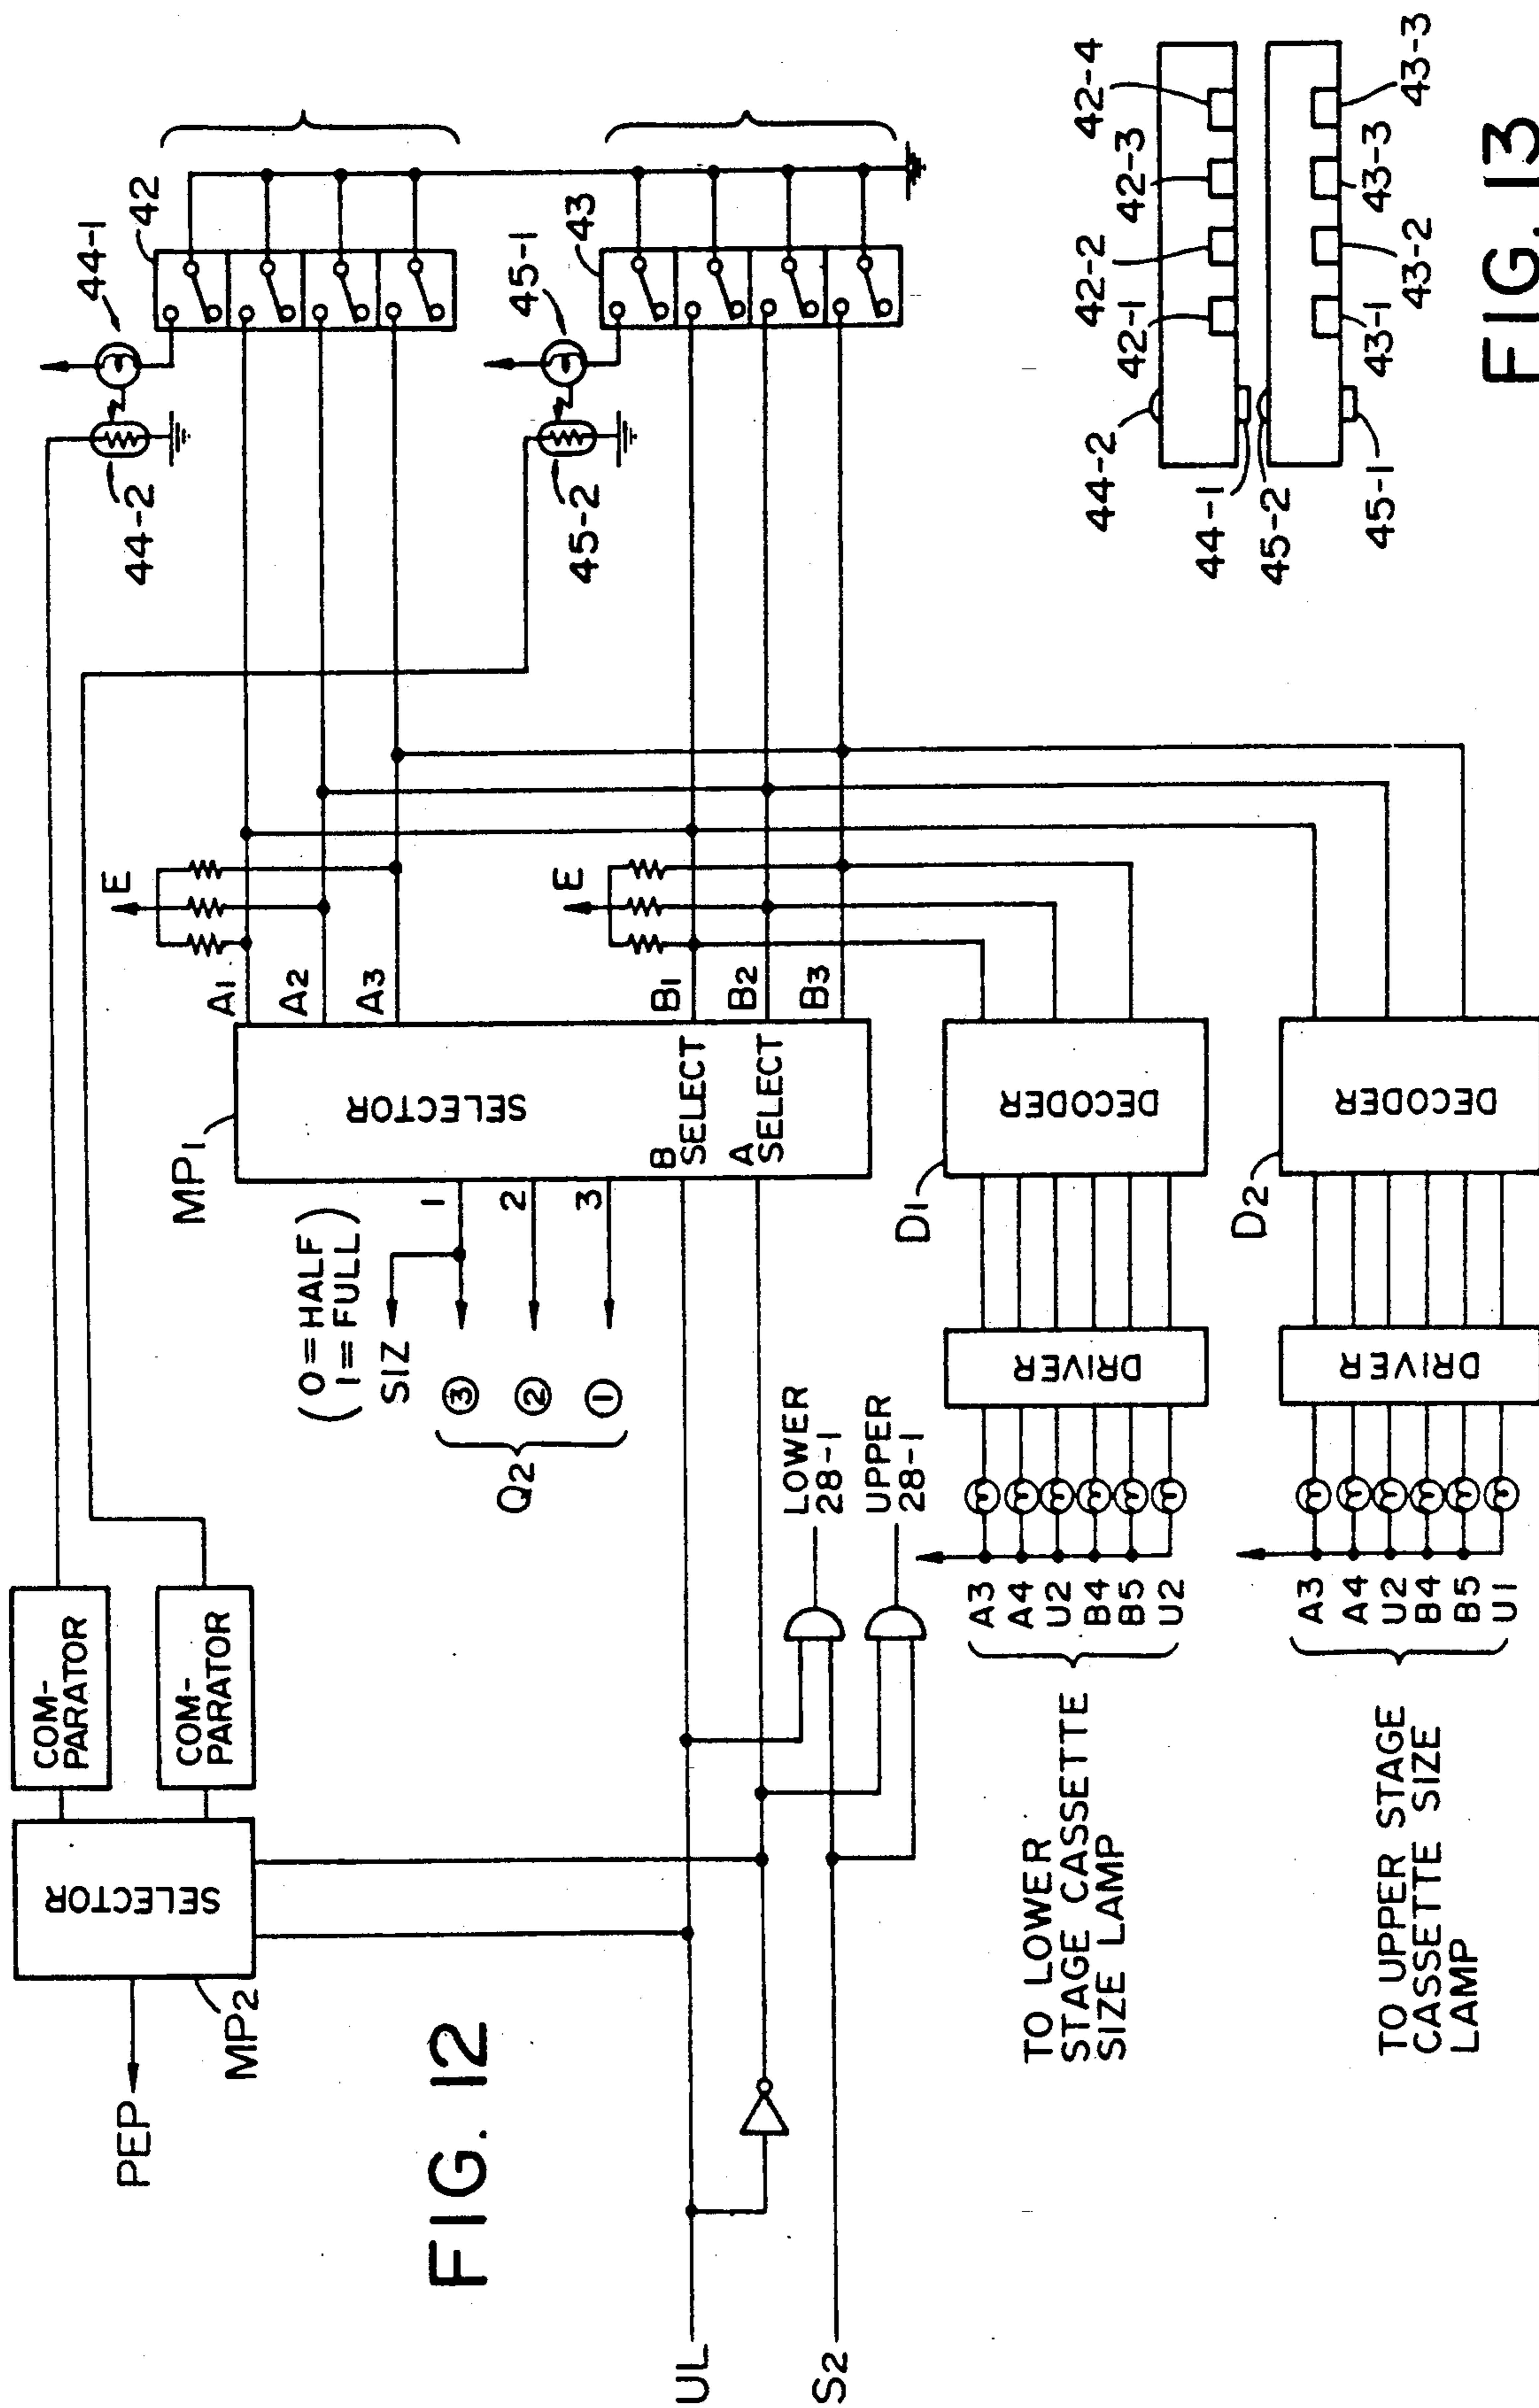 FIG. 12
PEP
MP2
SELECTOR
COM-
PARATOR
COM-
PARATOR
44-2
44-1
42
45-2
45-1
43
E
E
A1
A2
A3
B1
B2
B3
MP1
SELECTOR
B
SELECT
A
SELECT
1
2
3
(0=HALF
1=FULL)
SIZ
③
②
①
Q2
UL
S2
LOWER
28-1
UPPER
28-1
D1
DECODER
DRIVER
A3
A4
U2
B4
B5
U2
TO LOWER
STAGE CASSETTE
SIZE LAMP
D2
DECODER
DRIVER
A3
A4
U2
B4
B5
U1
TO UPPER STAGE
CASSETTE SIZE
LAMP
FIG. 13
44-2
42-1
42-2
42-3
42-4
44-1
45-2
45-1
43-1
43-2
43-3
43-3